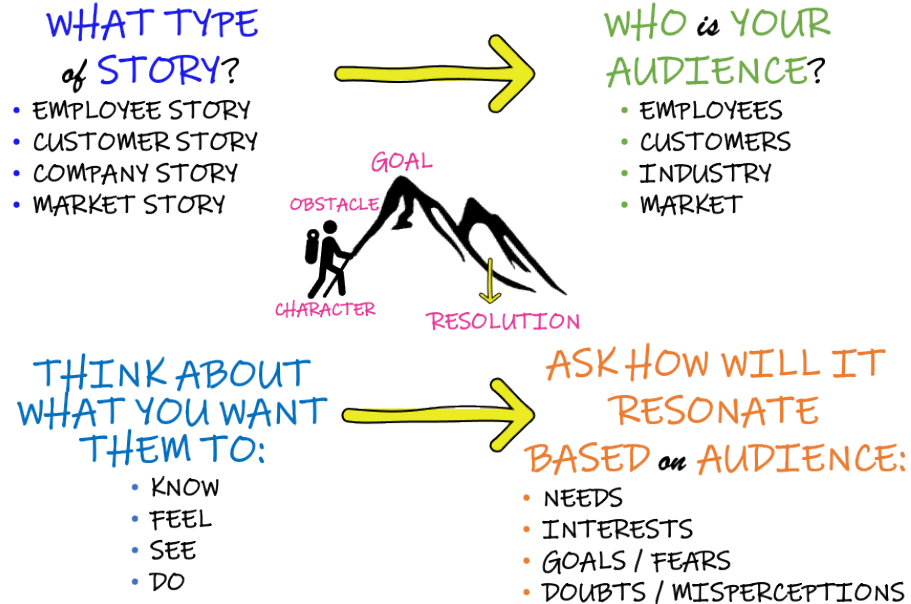 WHAT TYPE
of STORY?
• EMPLOYEE STORY
• CUSTOMER STORY
• COMPANY STORY
• MARKET STORY
WHO is YOUR
AUDIENCE?
• EMPLOYEES
• CUSTOMERS
• INDUSTRY
• MARKET
GOAL
OBSTACLE
CHARACTER
RESOLUTION
THINK ABOUT
WHAT YOU WANT
THEM TO:
• KNOW
• FEEL
• SEE
• DO
ASK HOW WILL IT
RESONATE
BASED on AUDIENCE:
• NEEDS
• INTERESTS
• GOALS / FEARS
• DOUBTS / MISPERCEPTIONS